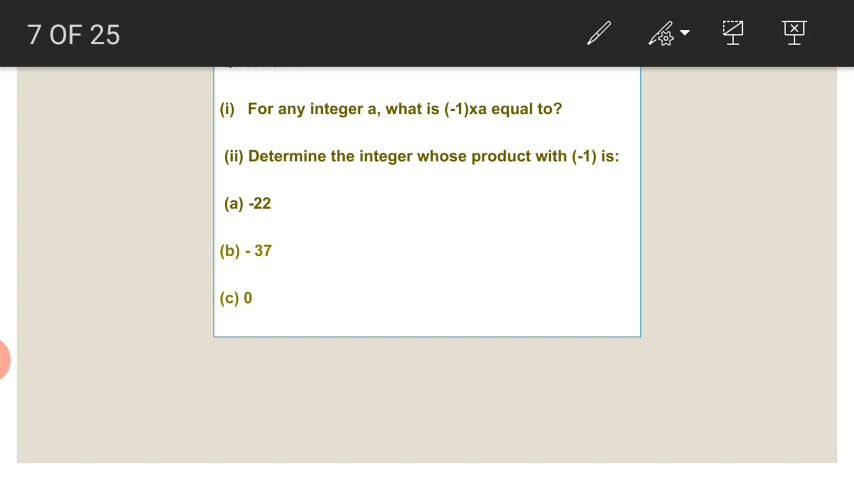 7 OF 25
(i) For any integer a, what is (-1)xa equal to?
(ii) Determine the integer whose product with (-1) is:
(a) -22
(b) - 37
(c) 0